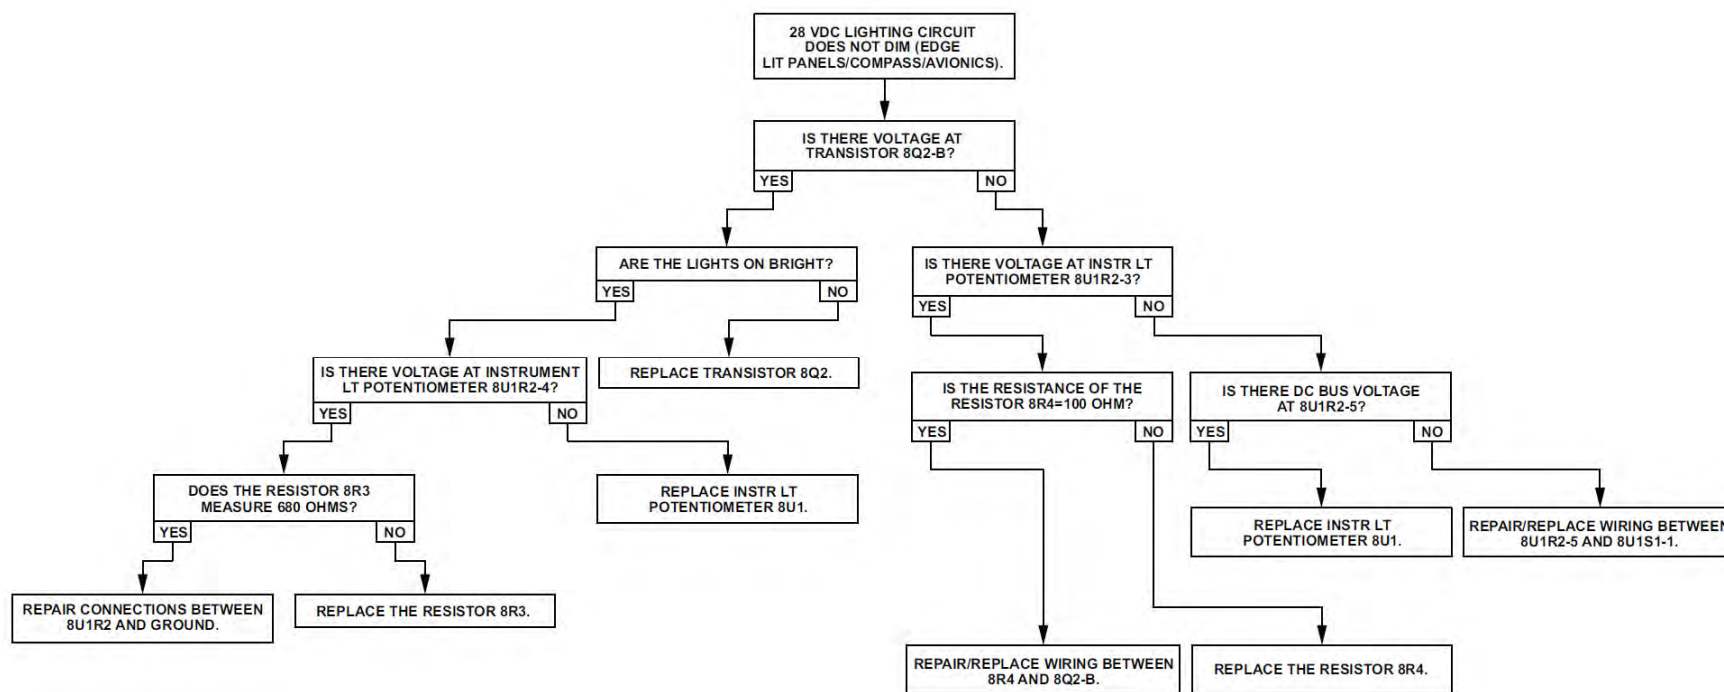 28 VDC LIGHTING CIRCUIT
DOES NOT DIM (EDGE
LIT PANELS/COMPASS/AVIONICS).
IS THERE VOLTAGE AT
TRANSISTOR 8Q2-B?
YES
NO
ARE THE LIGHTS ON BRIGHT?
YES
NO
IS THERE VOLTAGE AT INSTR LT
POTENTIOMETER 8U1R2-3?
YES
NO
IS THERE VOLTAGE AT INSTRUMENT
LT POTENTIOMETER 8U1R2-4?
YES
NO
REPLACE TRANSISTOR 8Q2.
IS THE RESISTANCE OF THE
RESISTOR 8R4=100 OHM?
YES
NO
IS THERE DC BUS VOLTAGE
AT 8U1R2-5?
YES
NO
DOES THE RESISTOR 8R3
MEASURE 680 OHMS?
YES
NO
REPLACE INSTR LT
POTENTIOMETER 8U1.
REPLACE INSTR LT
POTENTIOMETER 8U1.
REPAIR/REPLACE WIRING BETWEEN
8U1R2-5 AND 8U1S1-1.
REPAIR CONNECTIONS BETWEEN
8U1R2 AND GROUND.
REPLACE THE RESISTOR 8R3.
REPAIR/REPLACE WIRING BETWEEN
8R4 AND 8Q2-B.
REPLACE THE RESISTOR 8R4.